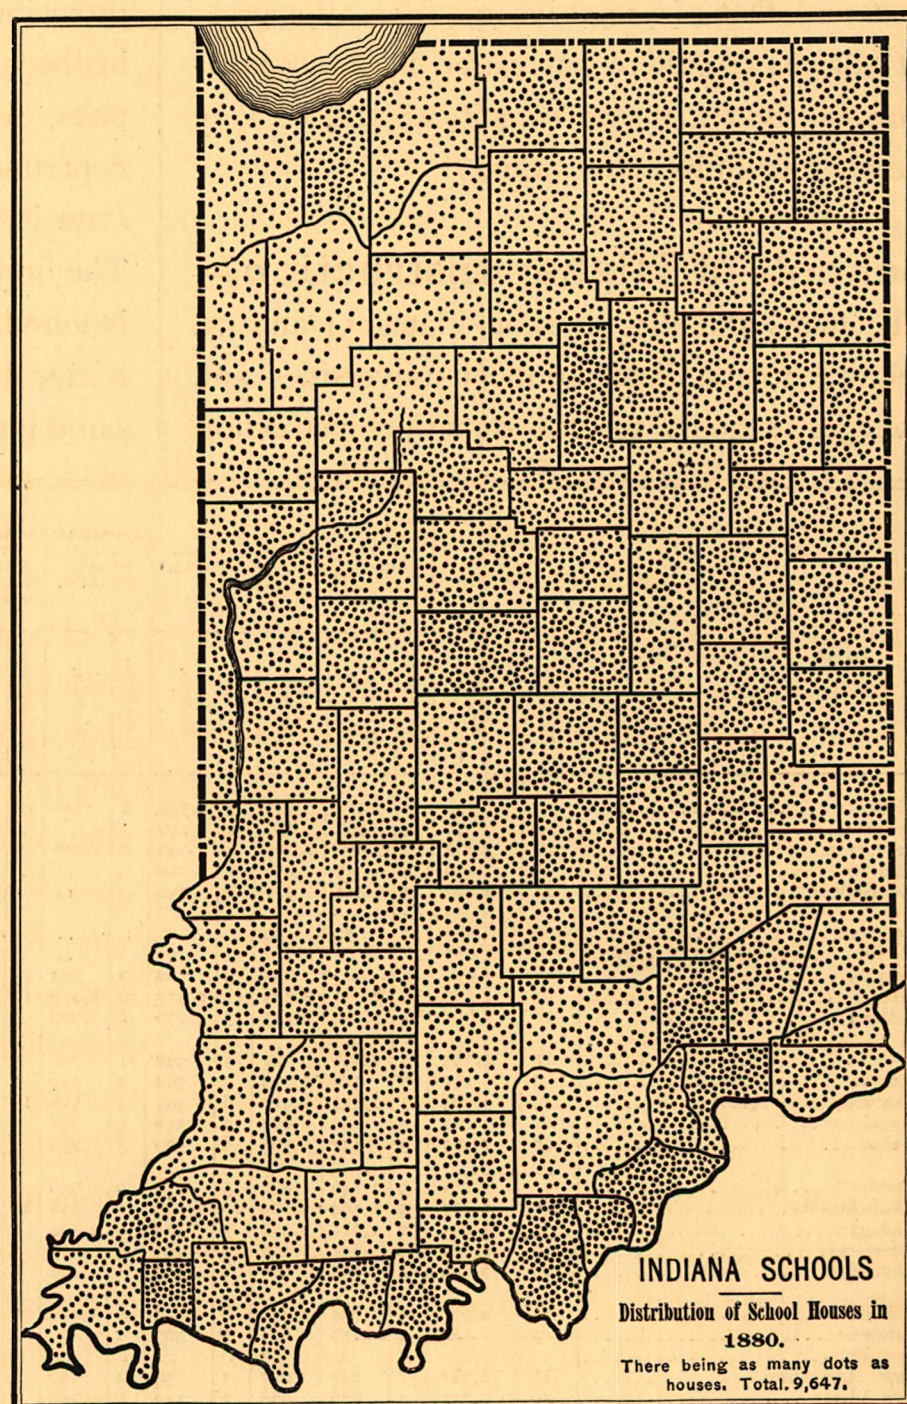 INDIANA SCHOOLS
Distribution of School Houses in
1880.
There being as many dots as
houses. Total. 9,647.